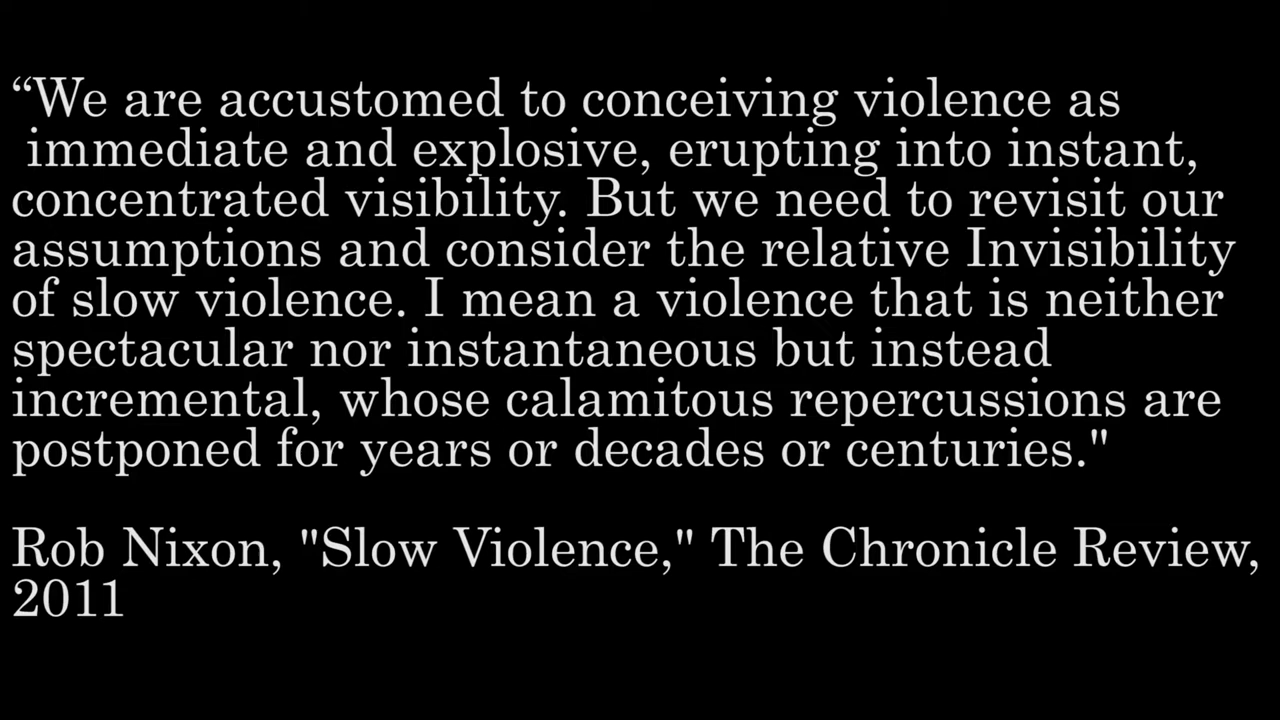 “We are accustomed to conceiving violence as
immediate and explosive, erupting into instant,
concentrated visibility. But we need to revisit our
assumptions and consider the relative Invisibility
of slow violence. I mean a violence that is neither
spectacular nor instantaneous but instead
incremental, whose calamitous repercussions are
postponed for years or decades or centuries."
Rob Nixon, "Slow Violence," The Chronicle Review,
2011